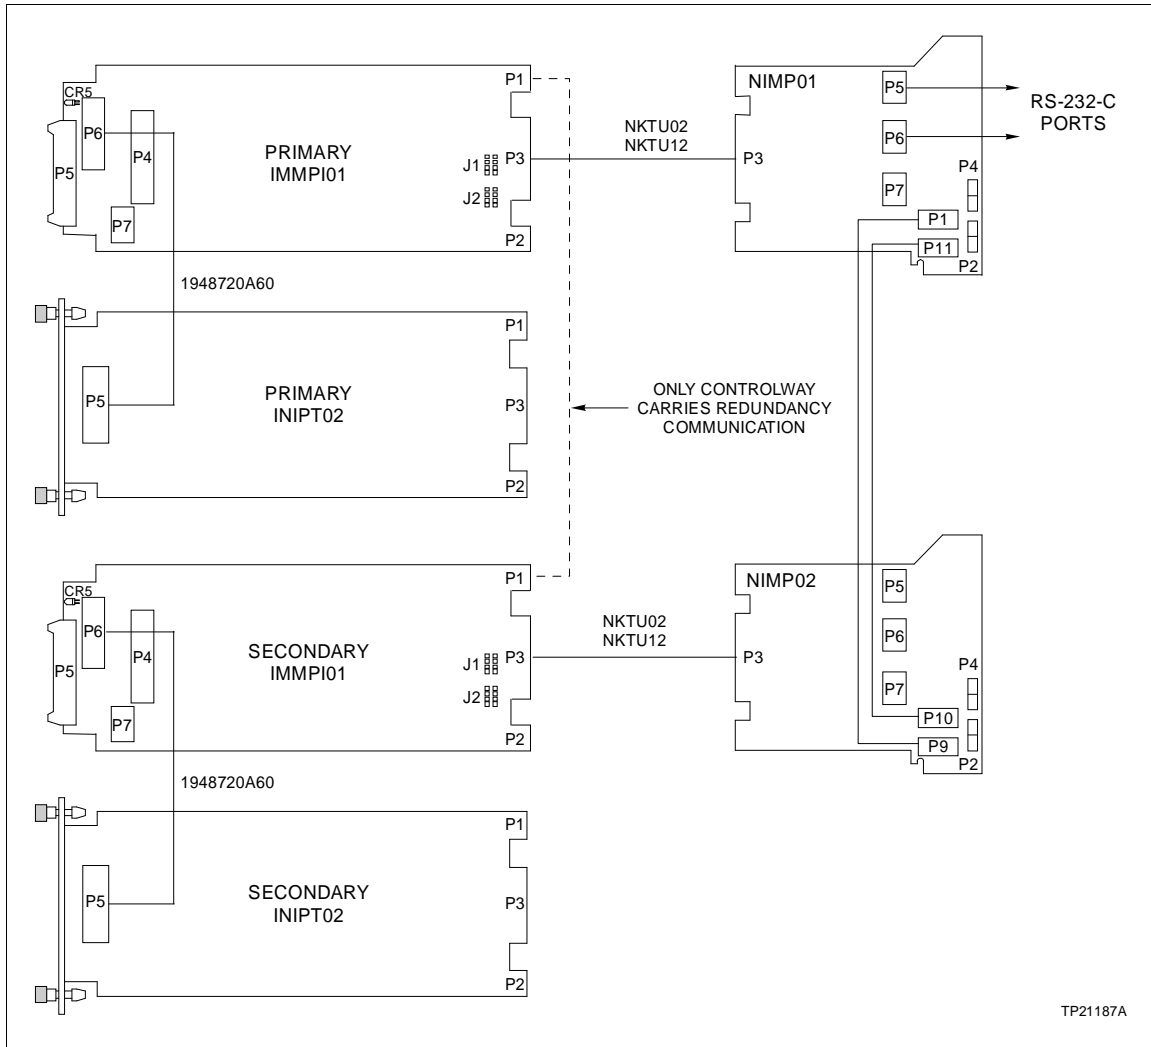 P1
NIMP01
CR5
P5
RS-232-C
PORTS
P6
P4
P5
PRIMARY
IMMPI01
J1
J2
P3
NKTU02
NKTU12
P3
P6
P4
P7
P7
P1
P2
P11
P2
1948720A60
P1
PRIMARY
INIPT02
P5
P3
ONLY CONTROLWAY
CARRIES REDUNDANCY
COMMUNICATION
P2
P1
NIMP02
CR5
P5
P6
P4
P5
SECONDARY
IMMPI01
J1
J2
P3
NKTU02
NKTU12
P3
P6
P4
P7
P7
P10
P2
P9
P2
1948720A60
P1
SECONDARY
INIPT02
P5
P3
P2
TP21187A